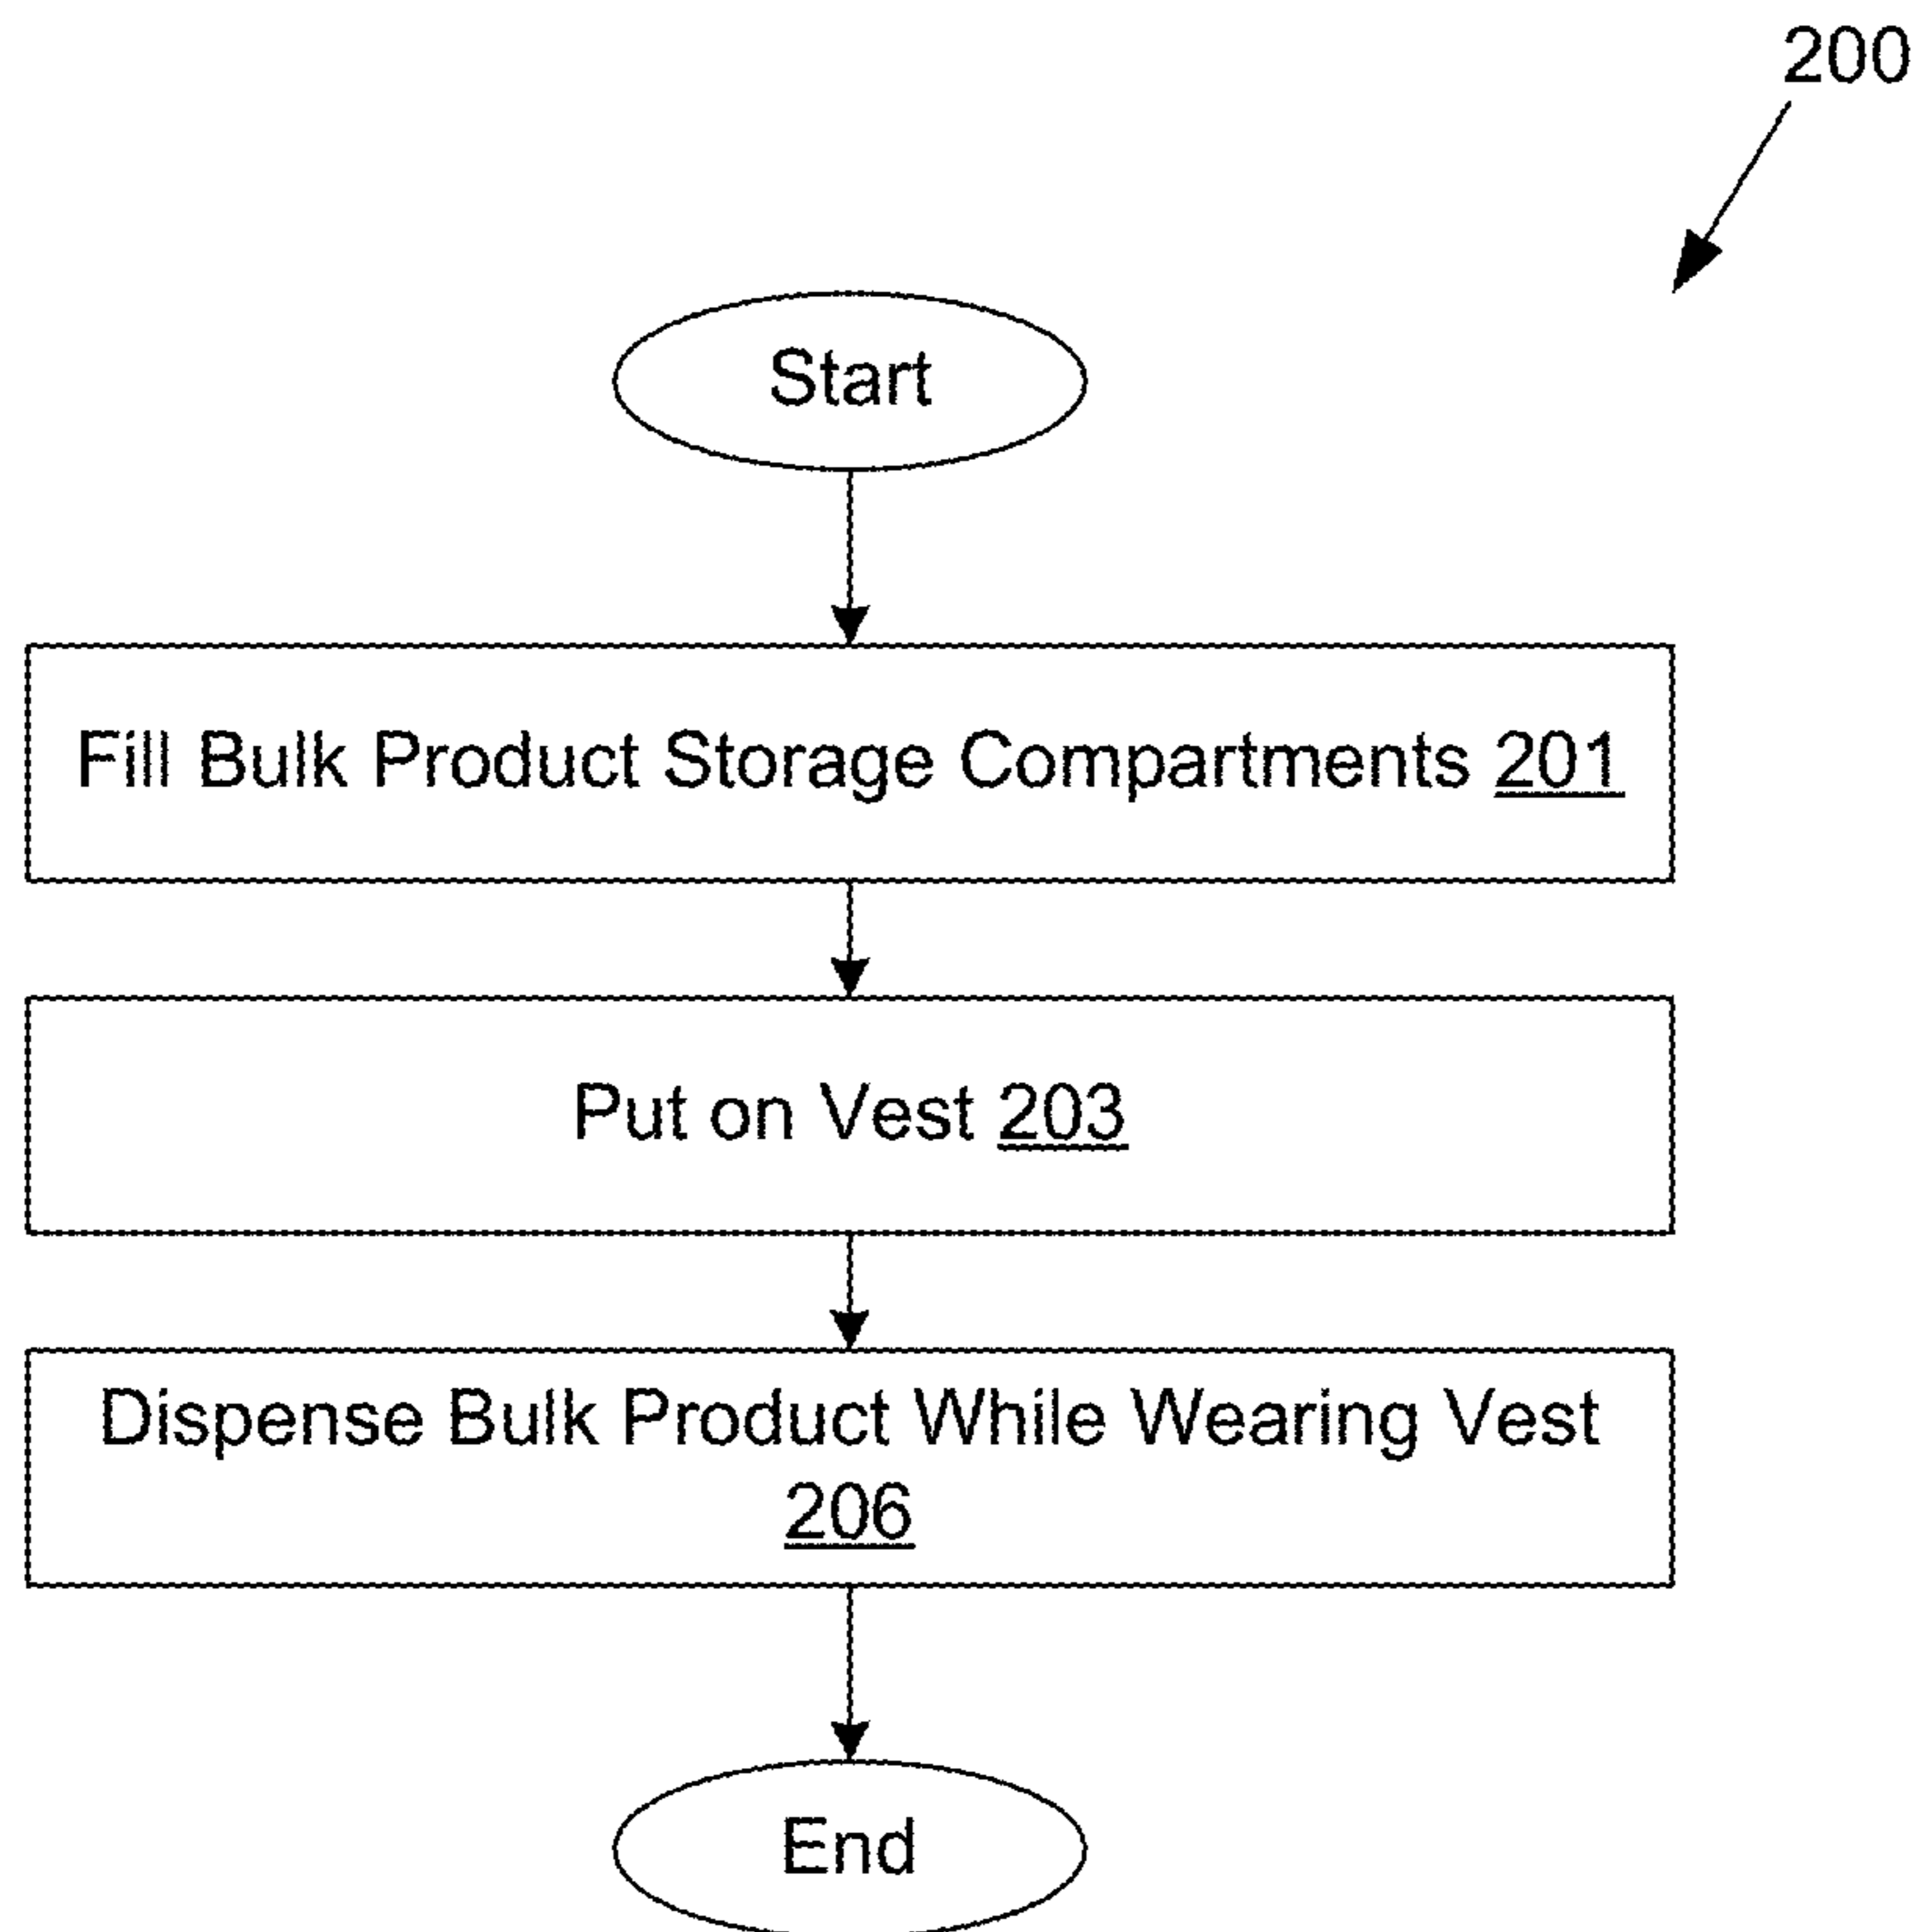 200
Start
Fill Bulk Product Storage Compartments 201
Put on Vest 203
Dispense Bulk Product While Wearing Vest
206
End